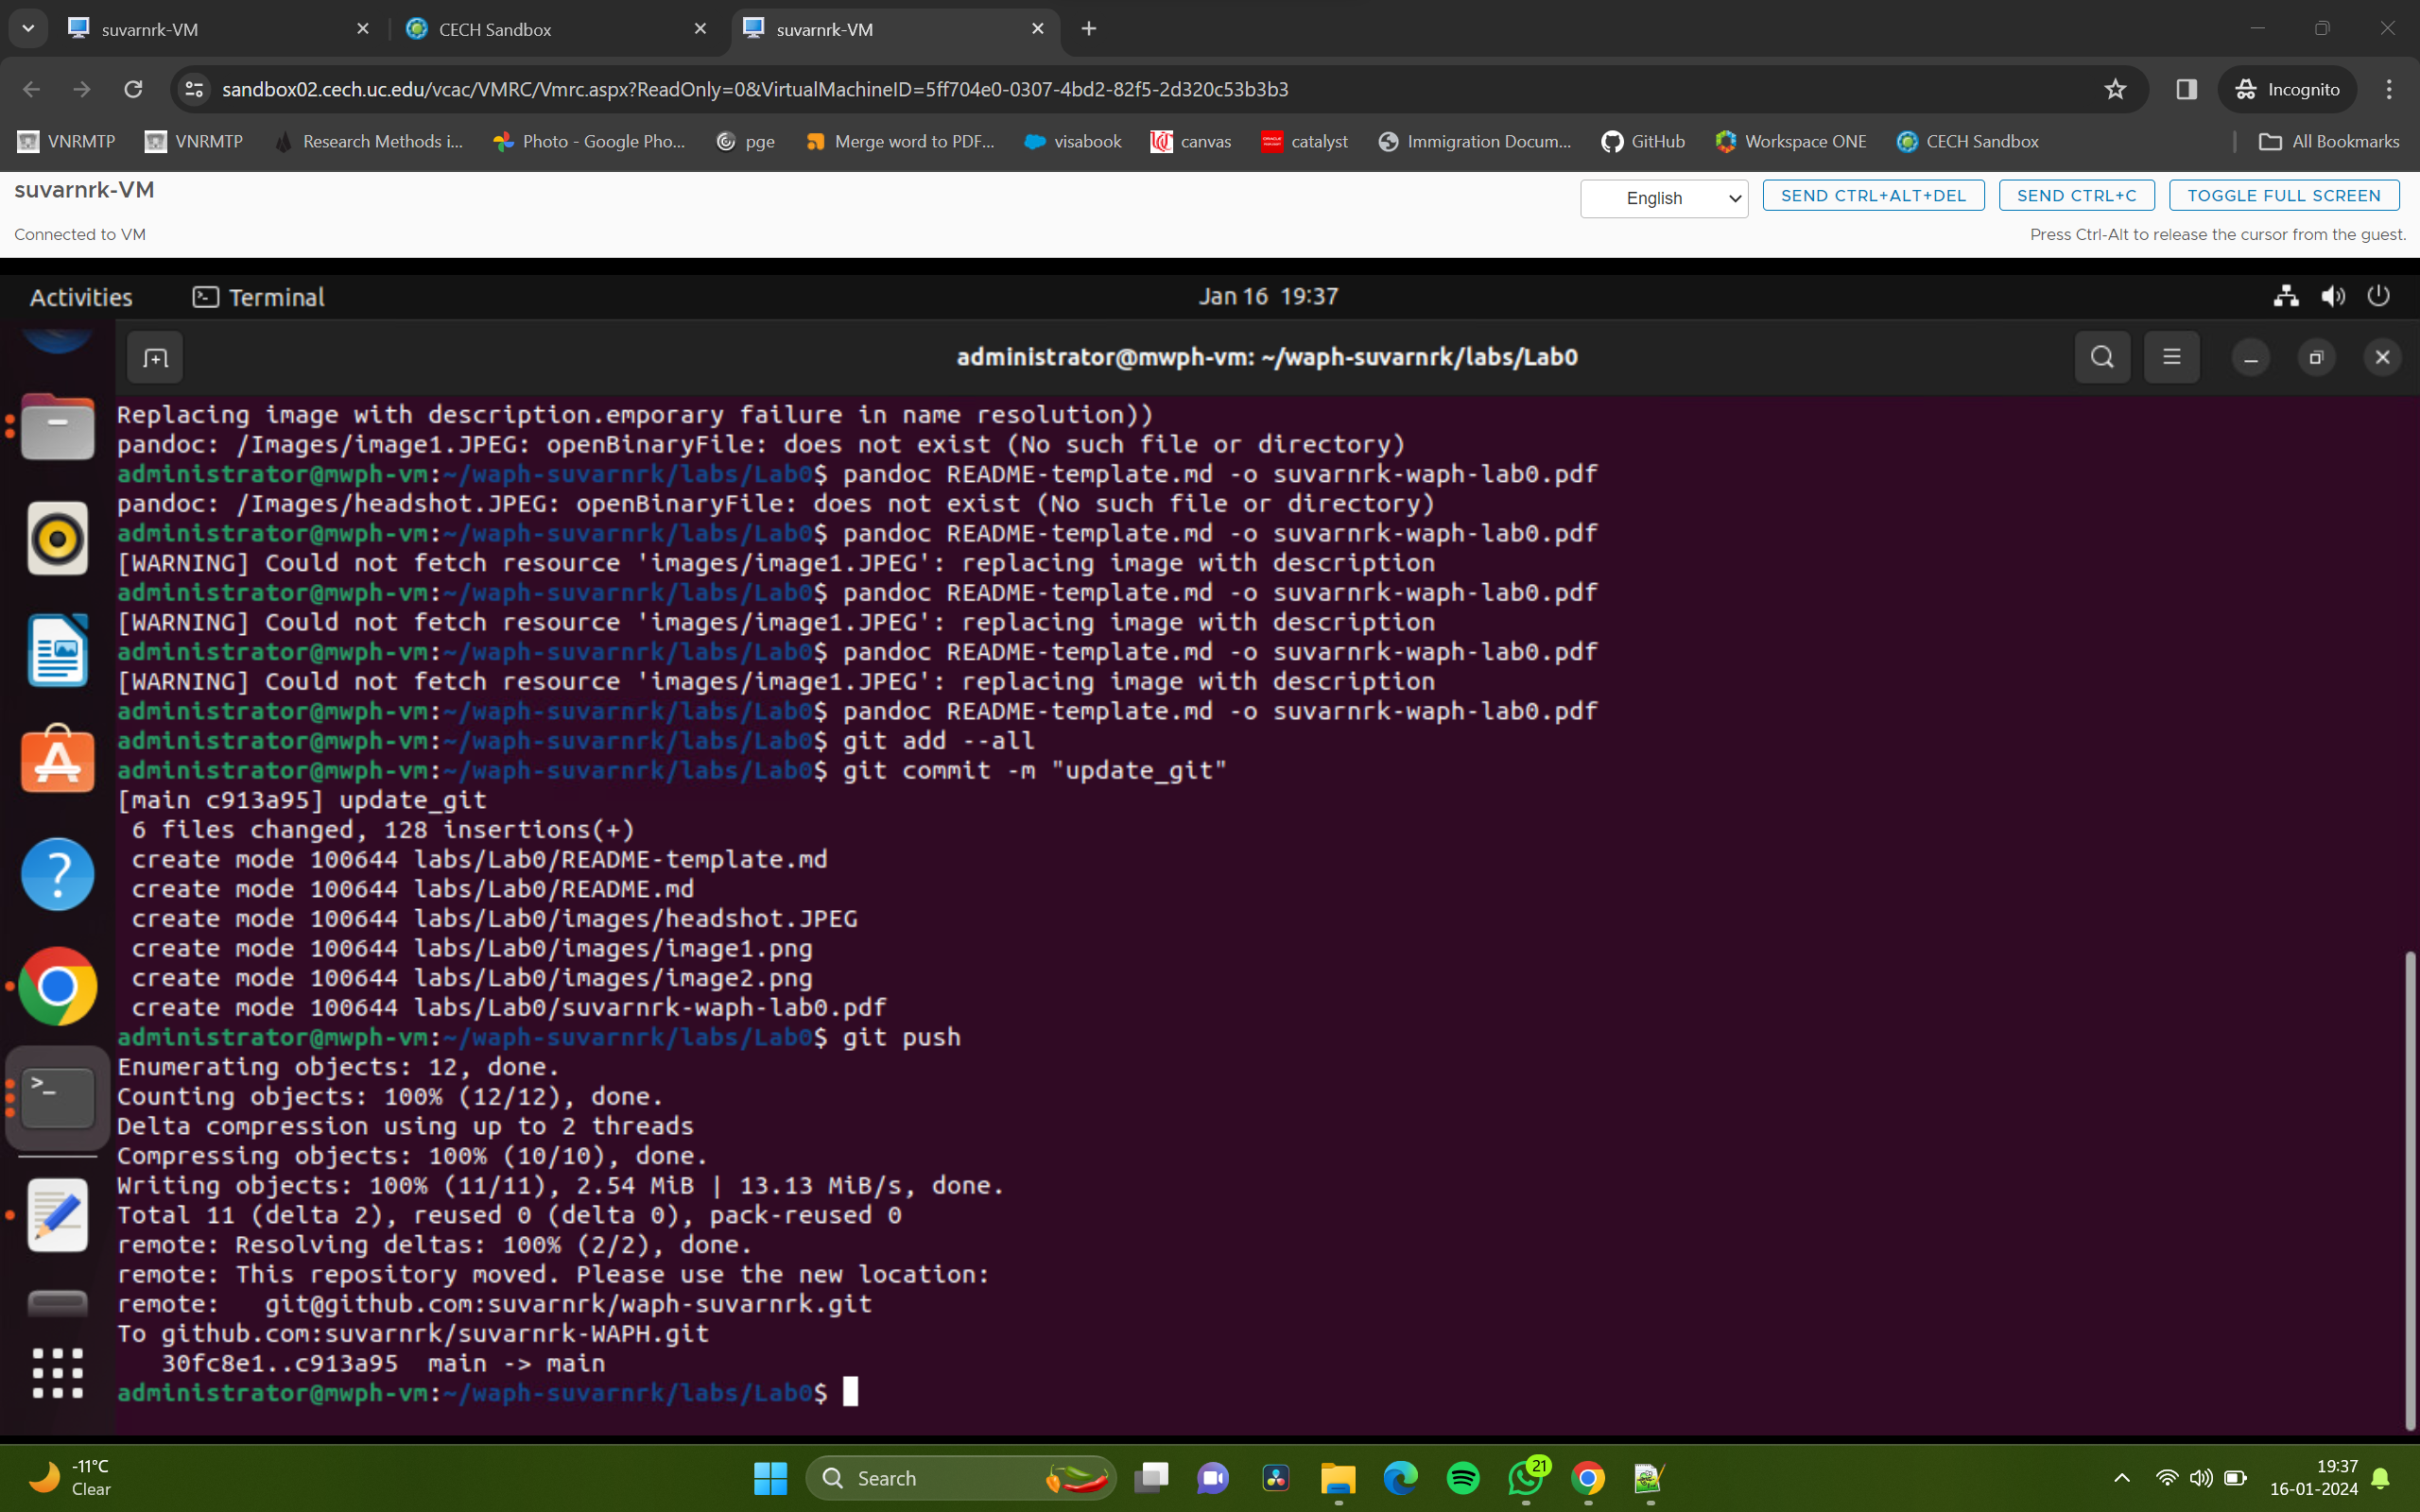 suvarnrk-VM
CECH Sandbox
suvarnrk-VM
sandbox02.cech.uc.edu/vcac/VMRC/Vmrc.aspx?ReadOnly=0&VirtualMachineID=5ff704e0-0307-4bd2-82f5-2d320c53b3b3
Incognito
VNRMTP
VNRMTP
Research Methods i...
Photo - Google Pho...
pge
Merge word to PDF...
visabook
canvas
catalyst
Immigration Docum...
GitHub
Workspace ONE
CECH Sandbox
All Bookmarks
suvarnrk-VM
English
SEND CTRL+ALT+DEL
SEND CTRL+C
TOGGLE FULL SCREEN
Connected to VM
Press Ctrl-Alt to release the cursor from the guest.
Activities
Terminal
Jan 16 19:37
administrator@mwph-vm: ~/waph-suvarnrk/labs/Lab0
Replacing image with description.emporary failure in name resolution))
pandoc: /Images/image1.JPEG: openBinaryFile: does not exist (No such file or directory)
administrator@mwph-vm:~/waph-suvarnrk/labs/Lab0$ pandoc README-template.md -o suvarnrk-waph-lab0.pdf
pandoc: /Images/headshot.JPEG: openBinaryFile: does not exist (No such file or directory)
administrator@mwph-vm:~/waph-suvarnrk/labs/Lab0$ pandoc README-template.md -o suvarnrk-waph-lab0.pdf
[WARNING] Could not fetch resource 'images/image1.JPEG': replacing image with description
administrator@mwph-vm:~/waph-suvarnrk/labs/Lab0$ pandoc README-template.md -o suvarnrk-waph-lab0.pdf
[WARNING] Could not fetch resource 'images/image1.JPEG': replacing image with description
administrator@mwph-vm:~/waph-suvarnrk/labs/Lab0$ pandoc README-template.md -o suvarnrk-waph-lab0.pdf
[WARNING] Could not fetch resource 'images/image1.JPEG': replacing image with description
administrator@mwph-vm:~/waph-suvarnrk/labs/Lab0$ pandoc README-template.md -o suvarnrk-waph-lab0.pdf
administrator@mwph-vm:~/waph-suvarnrk/labs/Lab0$ git add --all
administrator@mwph-vm:~/waph-suvarnrk/labs/Lab0$ git commit -m "update_git"
[main c913a95] update_git
6 files changed, 128 insertions(+)
create mode 100644 labs/Lab0/README-template.md
create mode 100644 labs/Lab0/README.md
create mode 100644 labs/Lab0/images/headshot.JPEG
create mode 100644 labs/Lab0/images/image1.png
create mode 100644 labs/Lab0/images/image2.png
create mode 100644 labs/Lab0/suvarnrk-waph-lab0.pdf
administrator@mwph-vm:~/waph-suvarnrk/labs/Lab0$ git push
Enumerating objects: 12, done.
Counting objects: 100% (12/12), done.
Delta compression using up to 2 threads
Compressing objects: 100% (10/10), done.
Writing objects: 100% (11/11), 2.54 MiB | 13.13 MiB/s, done.
Total 11 (delta 2), reused 0 (delta 0), pack-reused 0
remote: Resolving deltas: 100% (2/2), done.
remote: This repository moved. Please use the new location:
remote:   git@github.com:suvarnrk/waph-suvarnrk.git
To github.com:suvarnrk/suvarnrk-WAPH.git
30fc8e1..c913a95  main -> main
administrator@mwph-vm:~/waph-suvarnrk/labs/Lab0$
-11°C
Clear
Search
21
19:37
16-01-2024